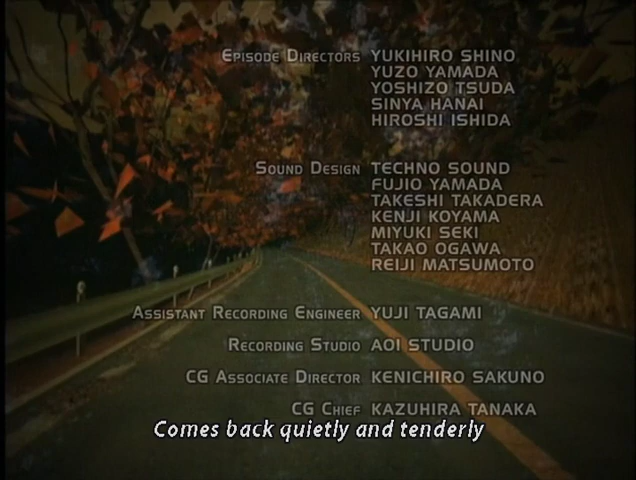 Episode Directors YUKIHIRO SHINO
YUZO YAMADA
YOSHIZO TSUDA
SINYA HANAI
HIROSHI ISHIDA
Sound Design TECHNO SOUND
FUJIO YAMADA
TAKESHI TAKADERA
KENJI KOYAMA
MIYUKI SEKI
TAKAO OGAWA
REIJI MATSUMOTO
Assistant Recording Engineer YUJI TAGAMI
Recording Studio AOI STUDIO
CG Associate Director KENICHIRO SAKUNO
CG Chief KAZUHIRA TANAKA
Comes back quietly and tenderly